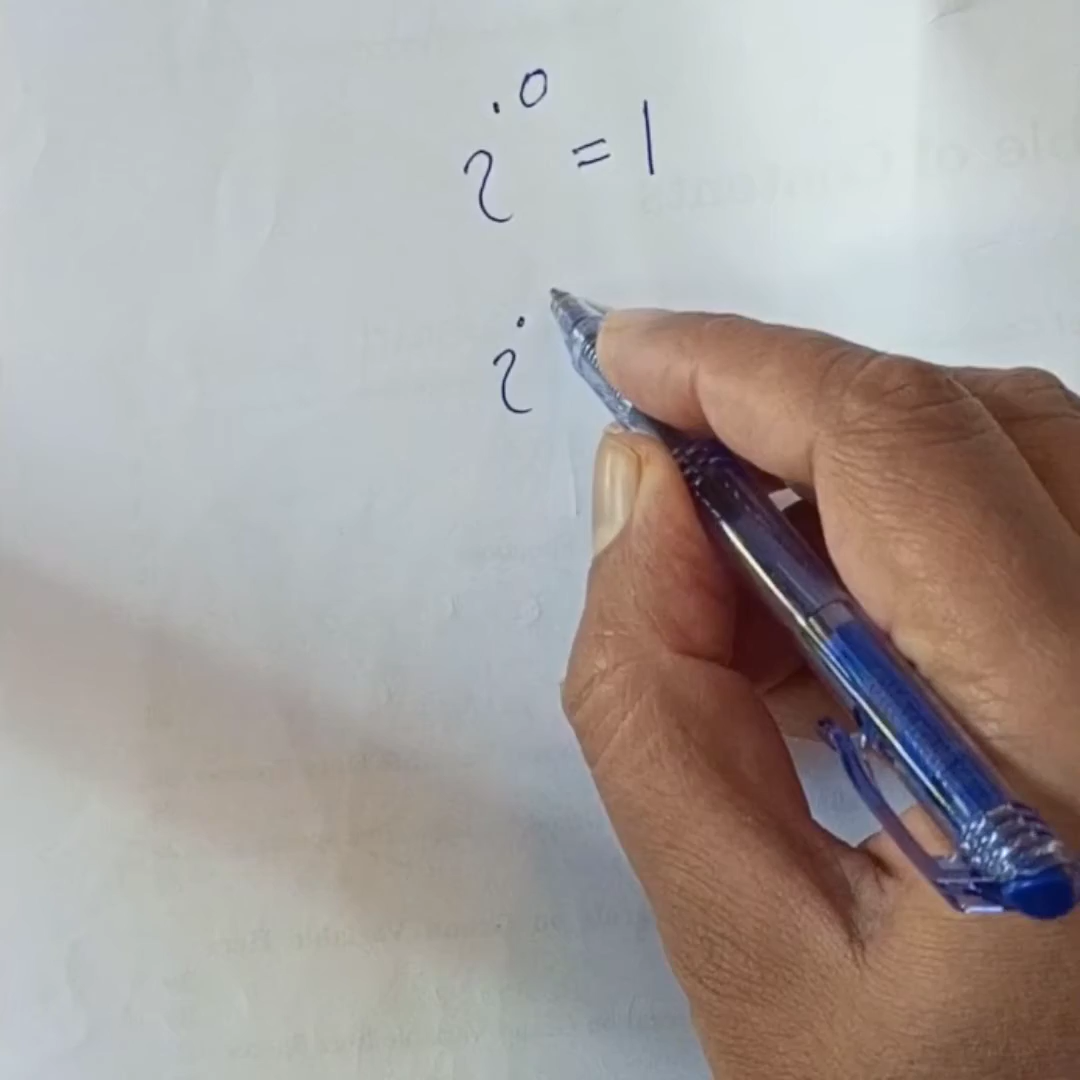 i⁰ = 1
i